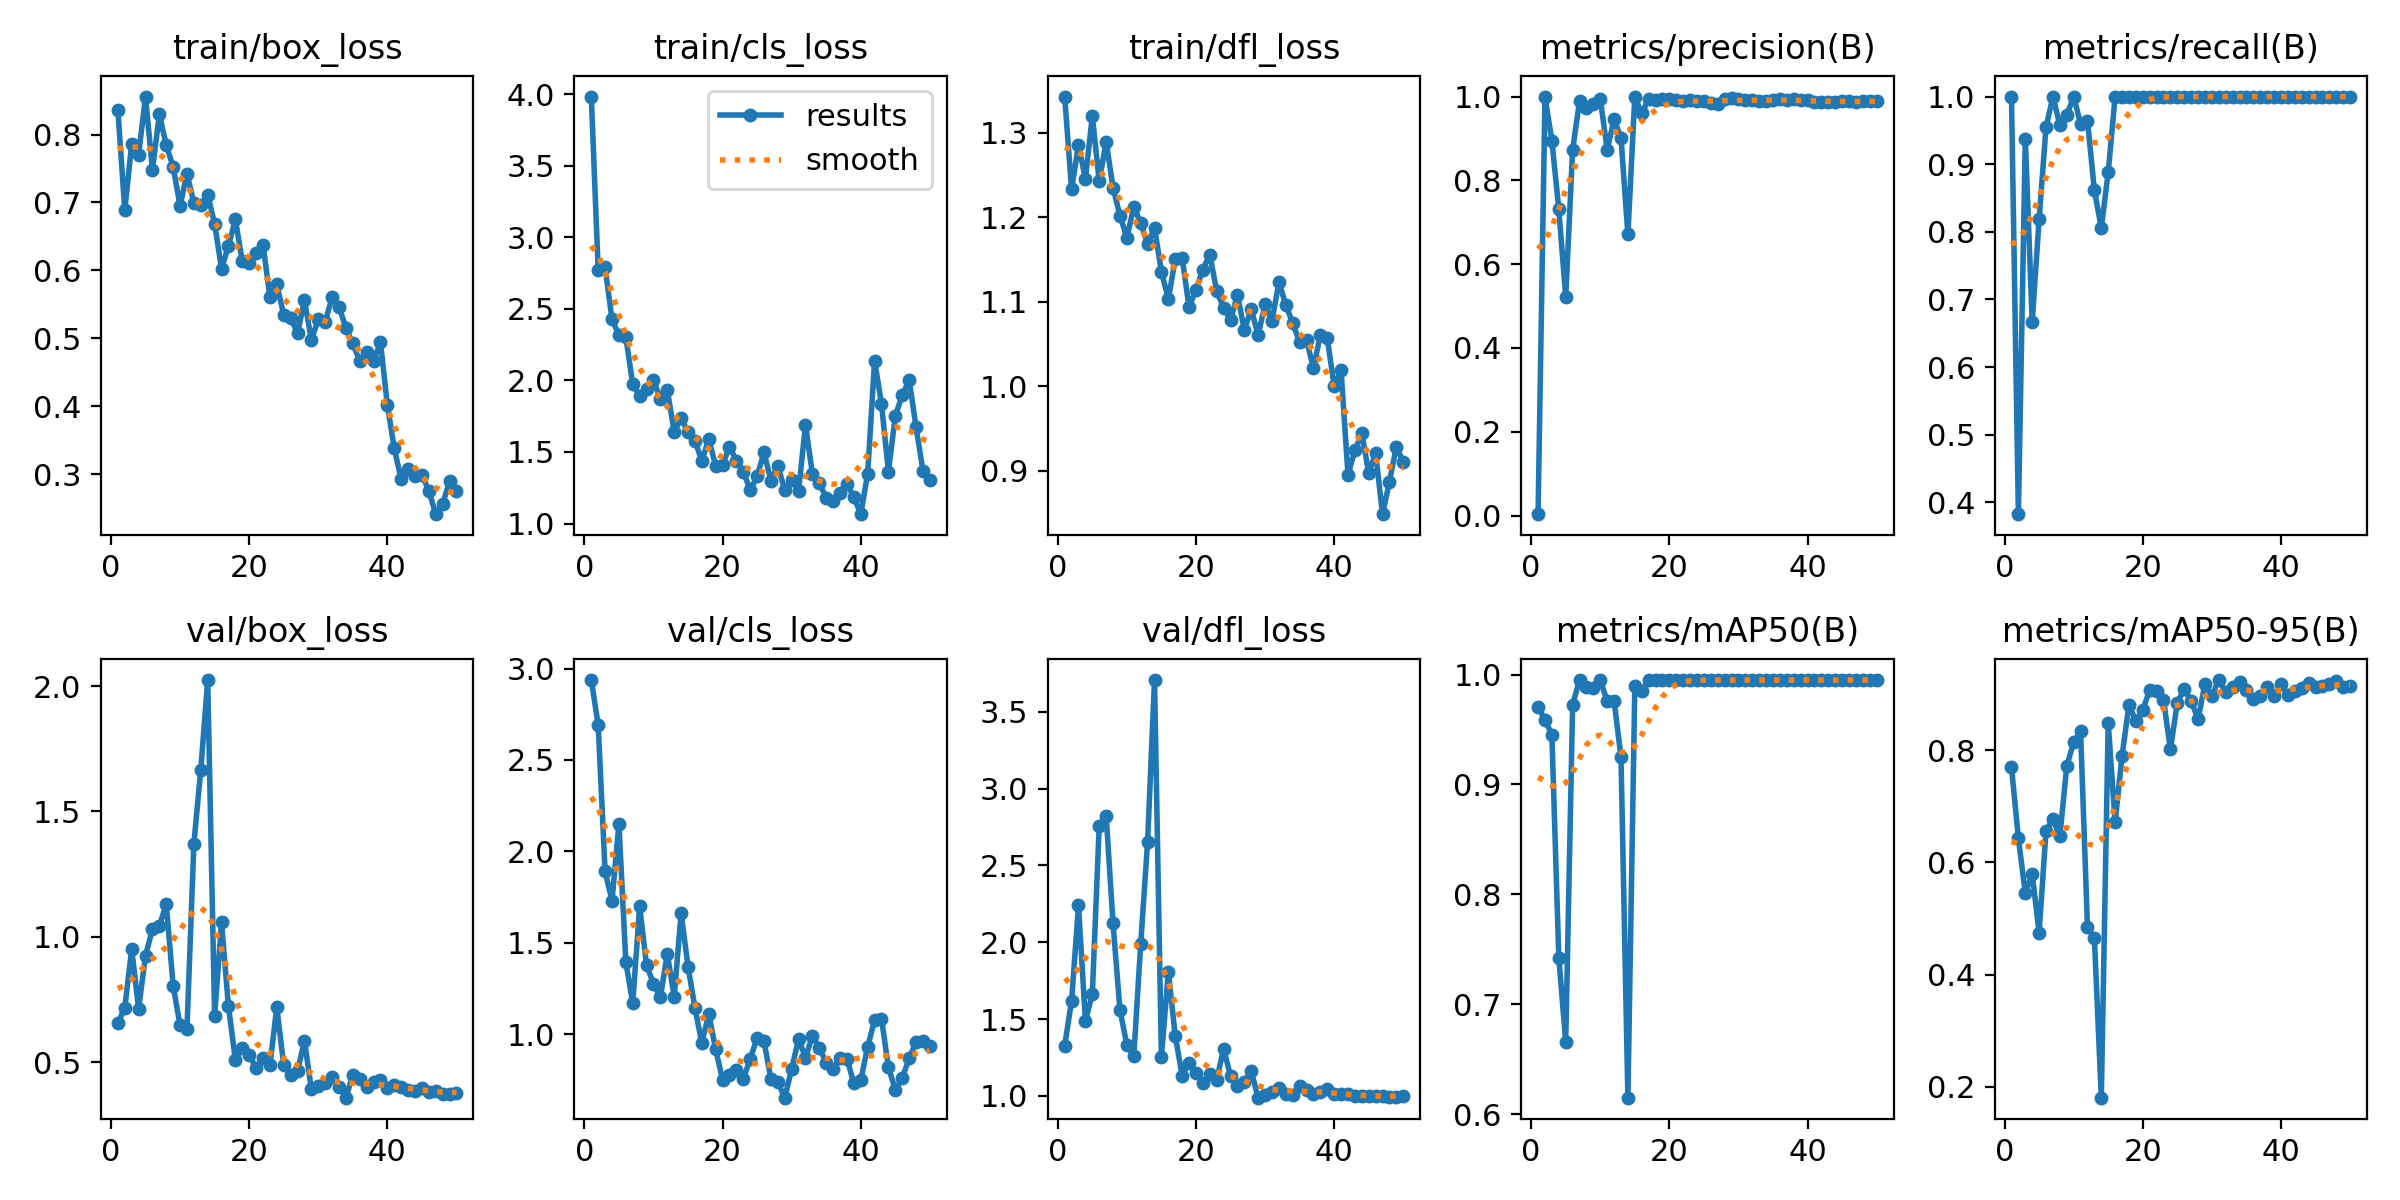 train/box_loss
0.8
0.7
0.6
0.5
0.4
0.3
0 20 40
train/cls_loss
results
smooth
4.0
3.5
3.0
2.5
2.0
1.5
1.0
0 20 40
train/dfl_loss
1.3
1.2
1.1
1.0
0.9
0 20 40
metrics/precision(B)
1.0
0.8
0.6
0.4
0.2
0.0
0 20 40
metrics/recall(B)
1.0
0.9
0.8
0.7
0.6
0.5
0.4
0 20 40
val/box_loss
2.0
1.5
1.0
0.5
0 20 40
val/cls_loss
3.0
2.5
2.0
1.5
1.0
0 20 40
val/dfl_loss
3.5
3.0
2.5
2.0
1.5
1.0
0 20 40
metrics/mAP50(B)
1.0
0.9
0.8
0.7
0.6
0 20 40
metrics/mAP50-95(B)
0.8
0.6
0.4
0.2
0 20 40